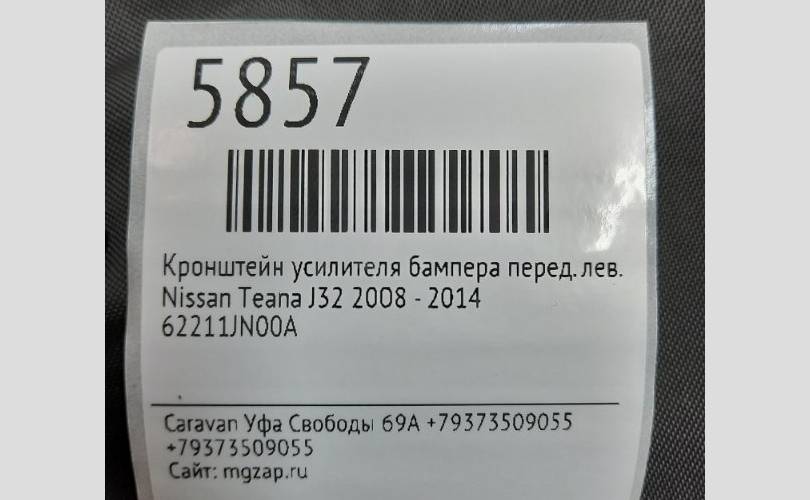 5857
Кронштейн усилителя бампера перед.лев.
Nissan Teana J32 2008 - 2014
62211JN00A
Caravan Уфа Свободы 69А +79373509055
+79373509055
Сайт: mgzap.ru